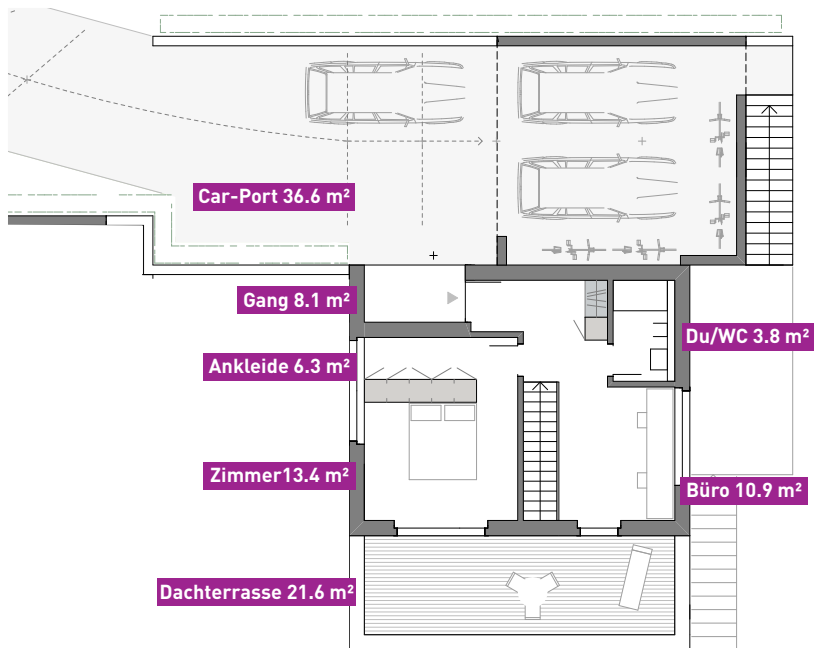 Car-Port 36.6 m²
Gang 8.1 m²
Du/WC 3.8 m²
Ankleide 6.3 m²
Zimmer13.4 m²
Büro 10.9 m²
Dachterrasse 21.6 m²